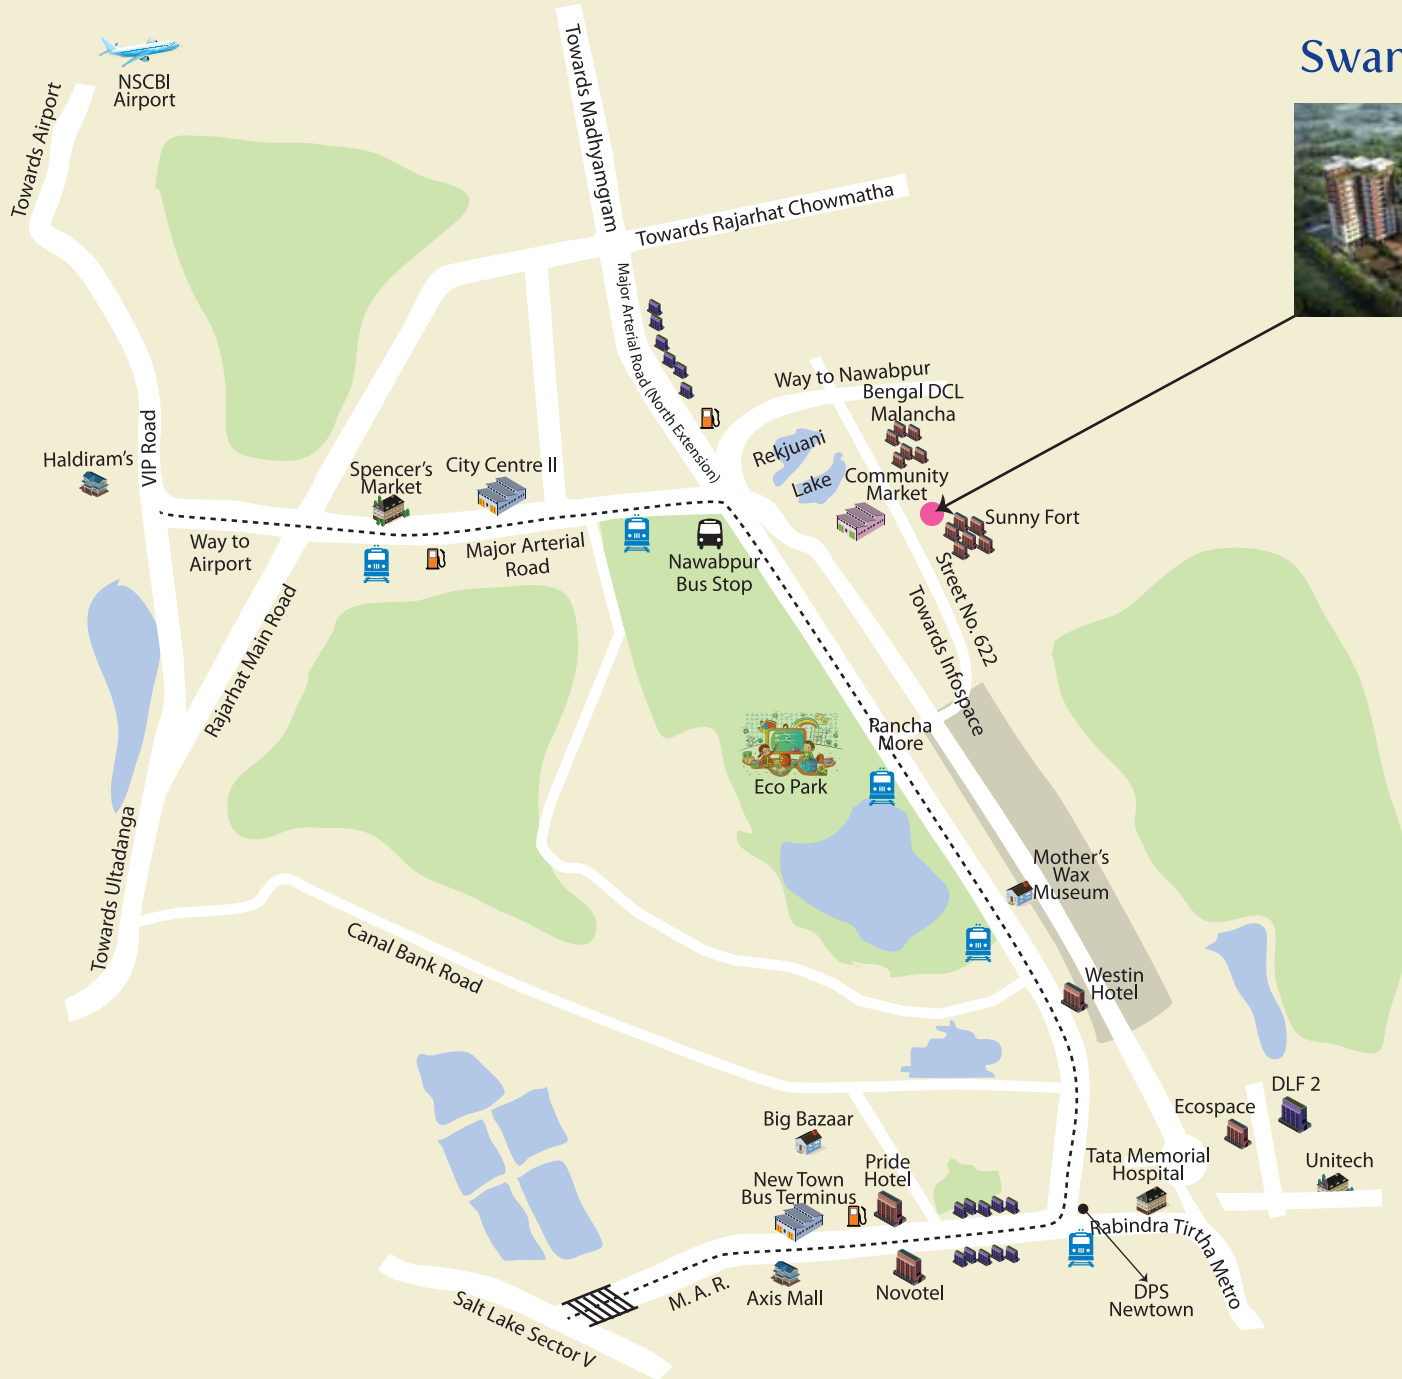 Swan
NSCBI
Airport
Towards Airport
Towards Madhyamgram
Towards Rajarhat Chowmatha
Major Arterial Road (North Extension)
Way to Nawabpur
Bengal DCL
Malancha
Rekjuani
Lake
Community
Market
Sunny Fort
VIP Road
Haldiram's
Spencer's
Market
City Centre II
Way to
Airport
Major Arterial
Road
Nawabpur
Bus Stop
Street No. 622
Towards Infospace
Rajarhat Main Road
Pancha
More
Eco Park
Towards Ultadanga
Mother's
Wax
Museum
Canal Bank Road
Westin
Hotel
DLF 2
Ecospace
Big Bazaar
Pride
Hotel
Tata Memorial
Hospital
Unitech
New Town
Bus Terminus
Rabindra Tirtha Metro
M. A. R.
Axis Mall
Novotel
DPS
Newtown
Salt Lake Sector V